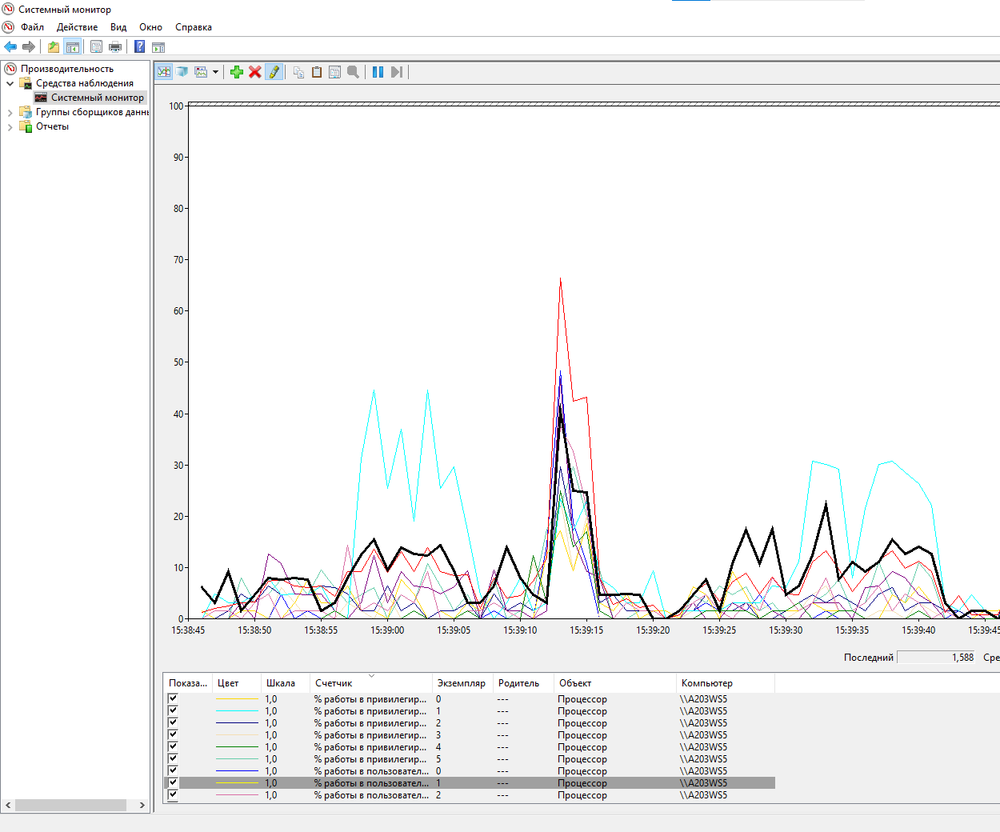 Системный монитор
Файл Действие Вид Окно Справка
Производительность
Средства наблюдения
Системный монитор
Группы сборщиков данн
Отчеты
100
90
80
70
60
50
40
30
20
10
0
15:38:45 15:38:50 15:38:55 15:39:00 15:39:05 15:39:10 15:39:15 15:39:20 15:39:25 15:39:30 15:39:35 15:39:40 15:39:45
Последний 1,588 Сре
Показа... Цвет Шкала Счетчик Экземпляр Родитель Объект Компьютер
1,0 % работы в привилегир... 0 --- Процессор \\A203WS5
1,0 % работы в привилегир... 1 --- Процессор \\A203WS5
1,0 % работы в привилегир... 2 --- Процессор \\A203WS5
1,0 % работы в привилегир... 3 --- Процессор \\A203WS5
1,0 % работы в привилегир... 4 --- Процессор \\A203WS5
1,0 % работы в привилегир... 5 --- Процессор \\A203WS5
1,0 % работы в пользовател... 0 --- Процессор \\A203WS5
1,0 % работы в пользовател... 1 --- Процессор \\A203WS5
1,0 % работы в пользовател... 2 --- Процессор \\A203WS5